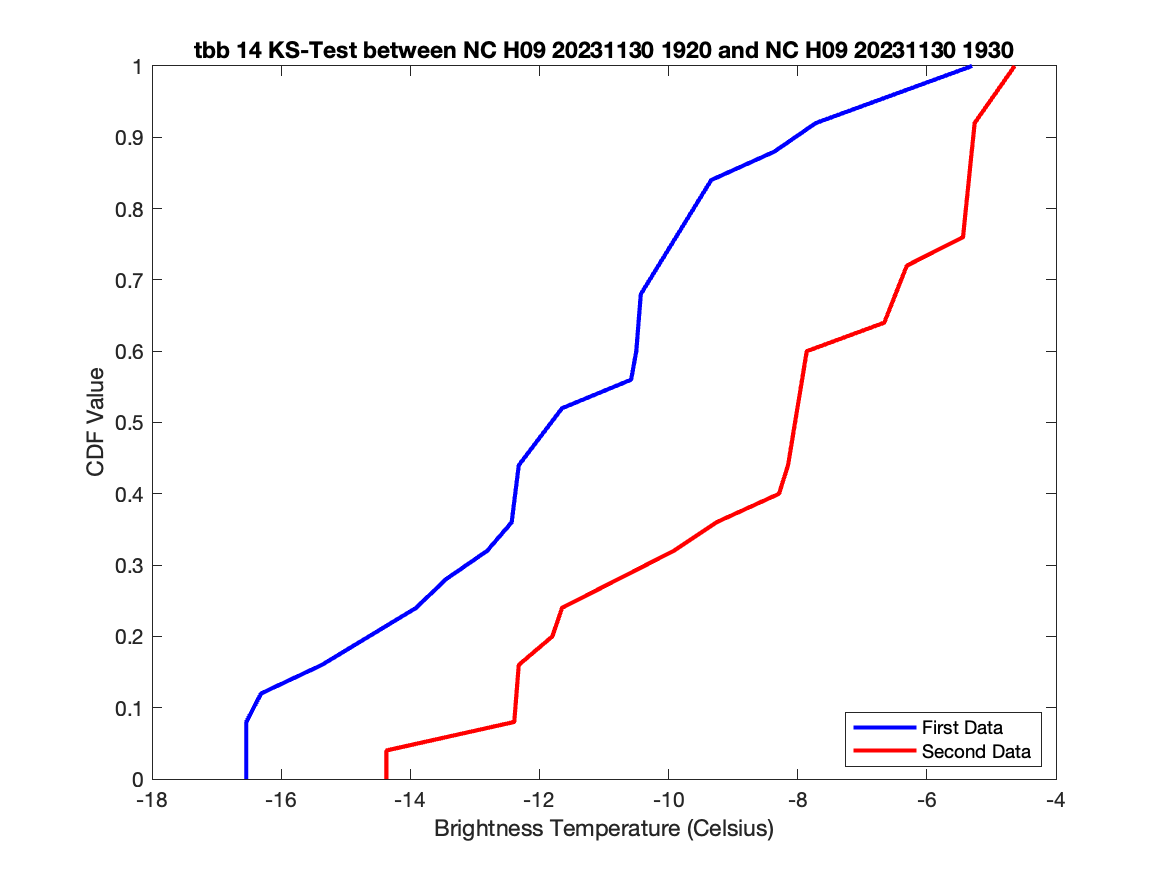 tbb 14 KS-Test between NC H09 20231130 1920 and NC H09 20231130 1930
1
0.9
0.8
0.7
0.6
0.5
0.4
0.3
0.2
0.1
0
CDF Value
First Data
Second Data
-18 -16 -14 -12 -10 -8 -6 -4
Brightness Temperature (Celsius)